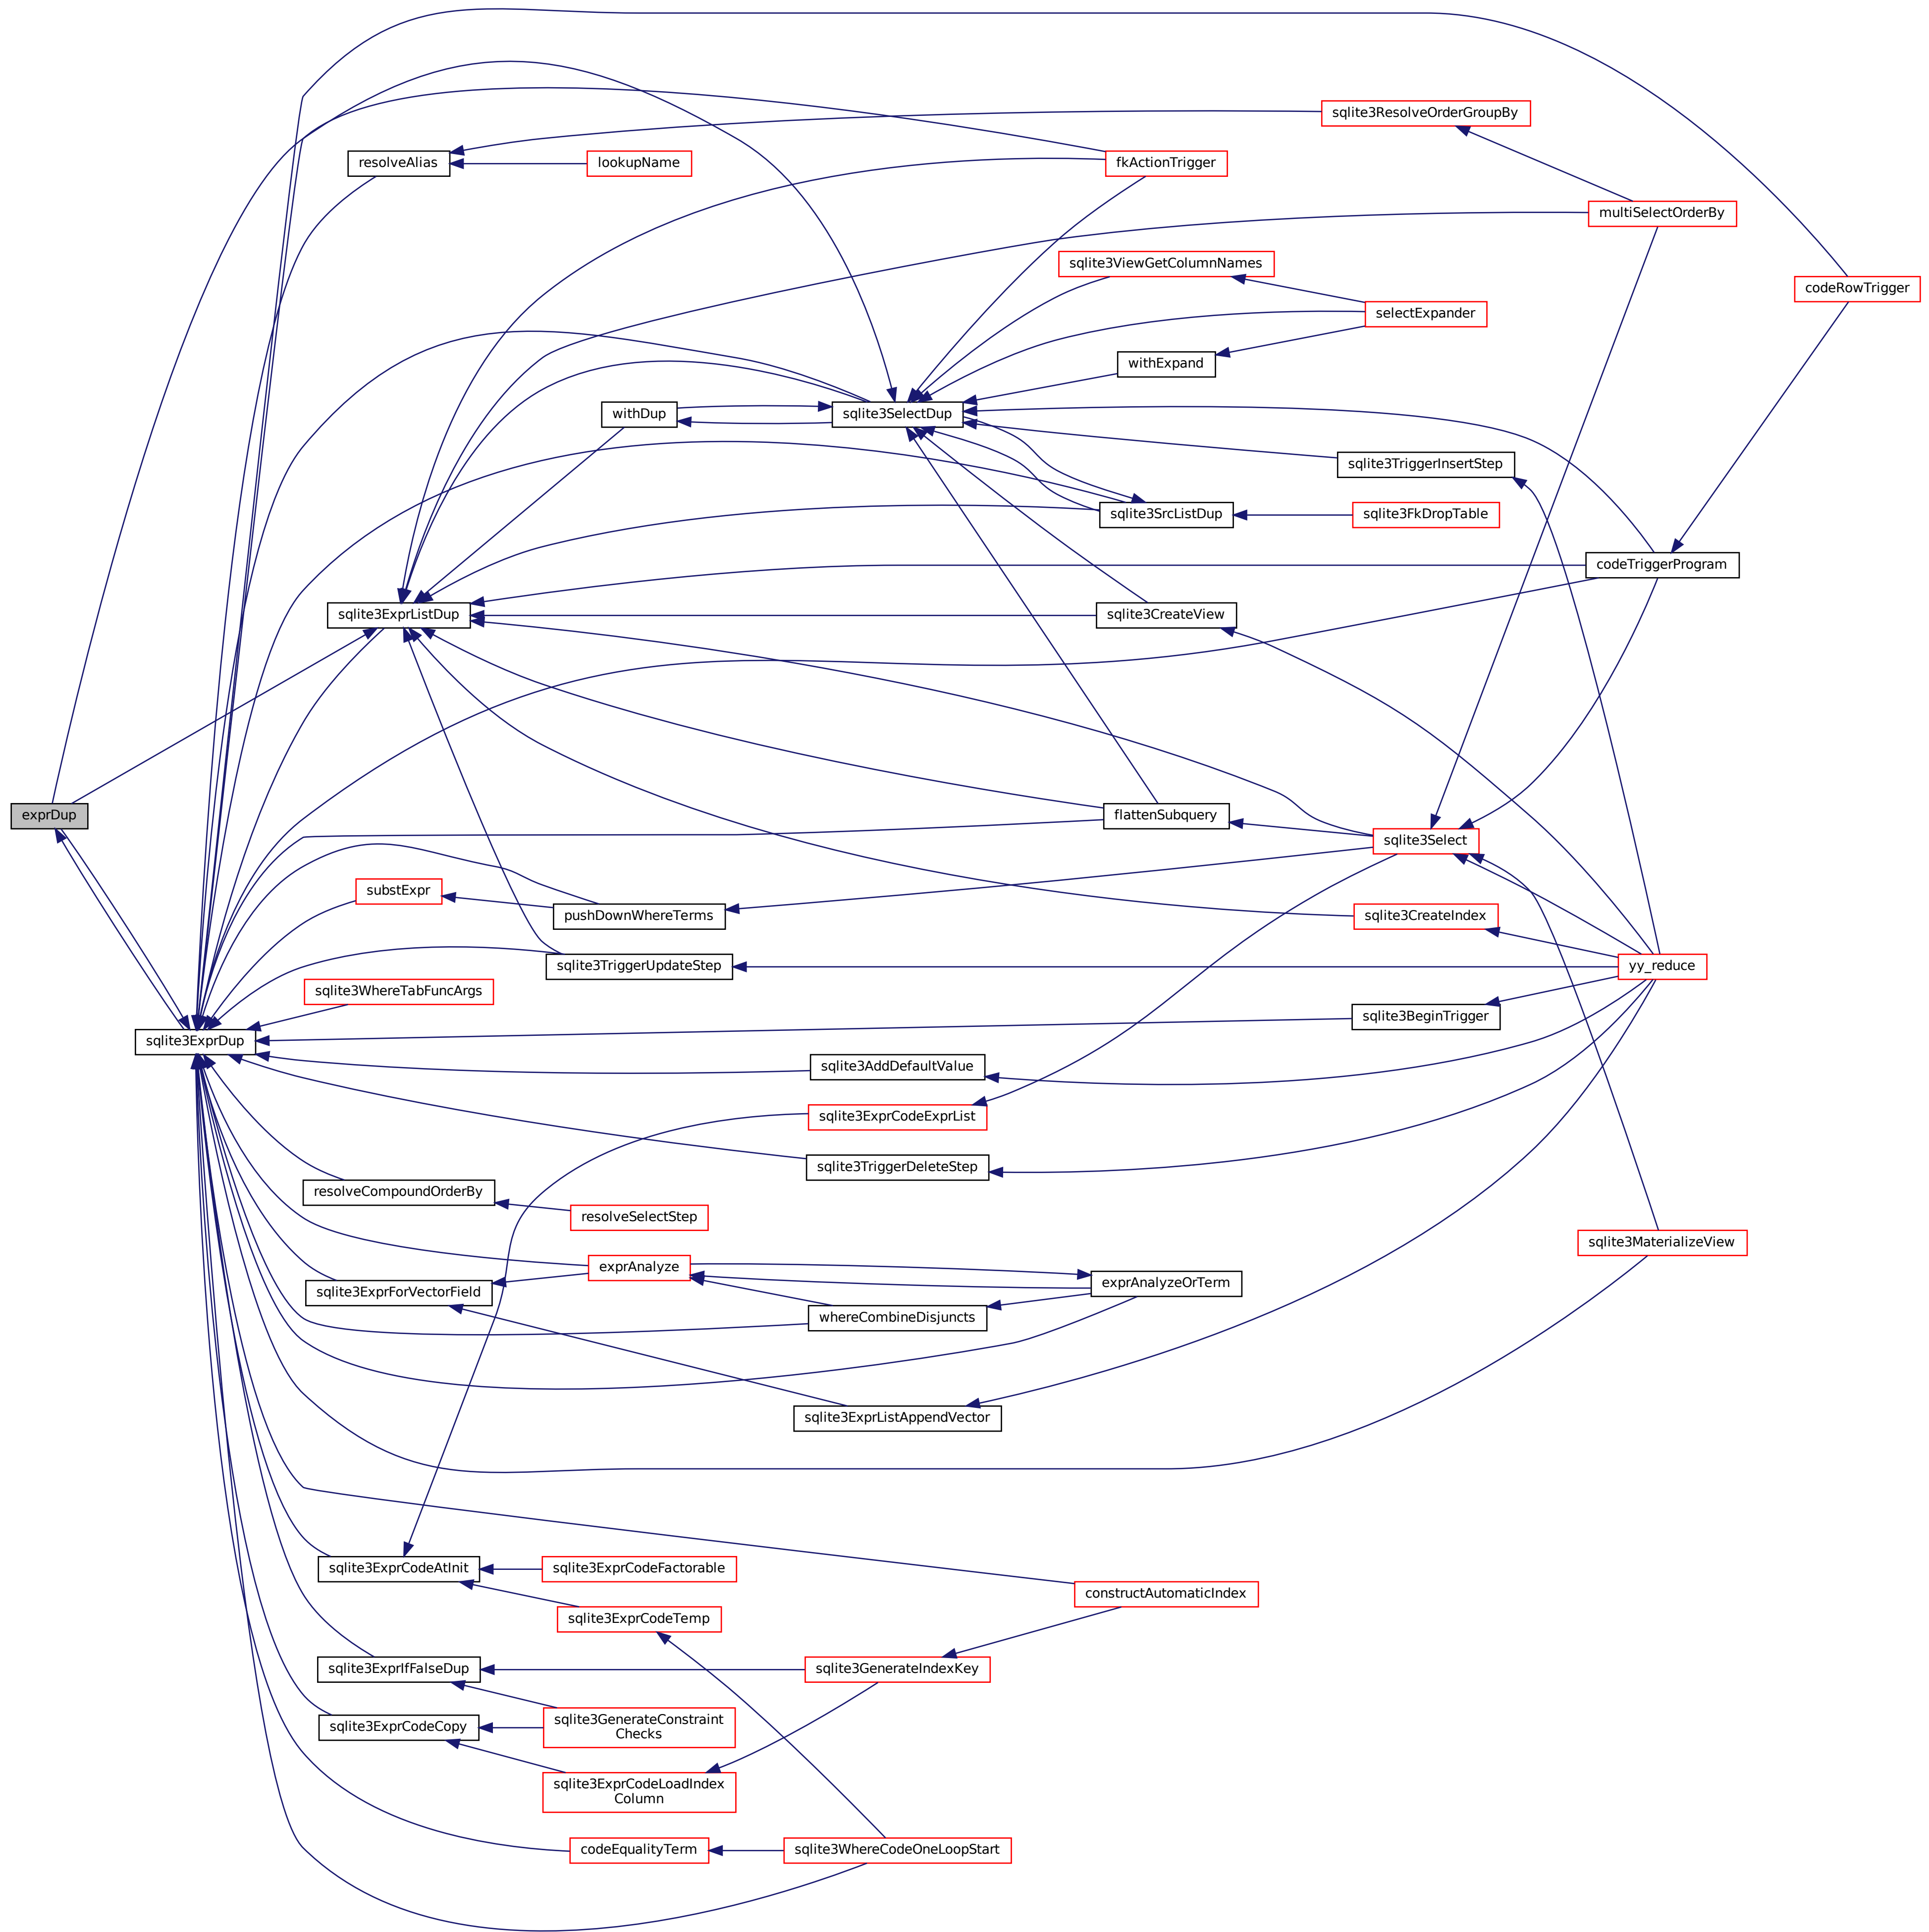 sqlite3ResolveOrderGroupBy
resolveAlias
lookupName
fkActionTrigger
multiSelectOrderBy
sqlite3ViewGetColumnNames
codeRowTrigger
selectExpander
withExpand
withDup
sqlite3SelectDup
sqlite3TriggerInsertStep
sqlite3SrcListDup
sqlite3FkDropTable
codeTriggerProgram
sqlite3ExprListDup
sqlite3CreateView
exprDup
flattenSubquery
sqlite3Select
substExpr
pushDownWhereTerms
sqlite3CreateIndex
sqlite3TriggerUpdateStep
yy_reduce
sqlite3WhereTabFuncArgs
sqlite3BeginTrigger
sqlite3ExprDup
sqlite3AddDefaultValue
sqlite3ExprCodeExprList
sqlite3TriggerDeleteStep
resolveCompoundOrderBy
resolveSelectStep
sqlite3MaterializeView
exprAnalyze
exprAnalyzeOrTerm
sqlite3ExprForVectorField
whereCombineDisjuncts
sqlite3ExprListAppendVector
sqlite3ExprCodeAtInit
sqlite3ExprCodeFactorable
constructAutomaticIndex
sqlite3ExprCodeTemp
sqlite3ExprIfFalseDup
sqlite3GenerateIndexKey
sqlite3ExprCodeCopy
sqlite3GenerateConstraint
Checks
sqlite3ExprCodeLoadIndex
Column
codeEqualityTerm
sqlite3WhereCodeOneLoopStart